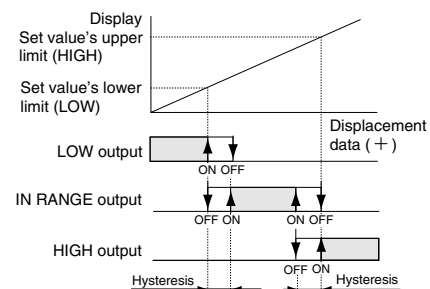 Display
Set value's upper
limit (HIGH)
Set value's lower
limit (LOW)
Displacement
data (+)
LOW output
ON OFF
IN RANGE output
OFF ON
ON OFF
HIGH output
OFF ON
Hysteresis
Hysteresis